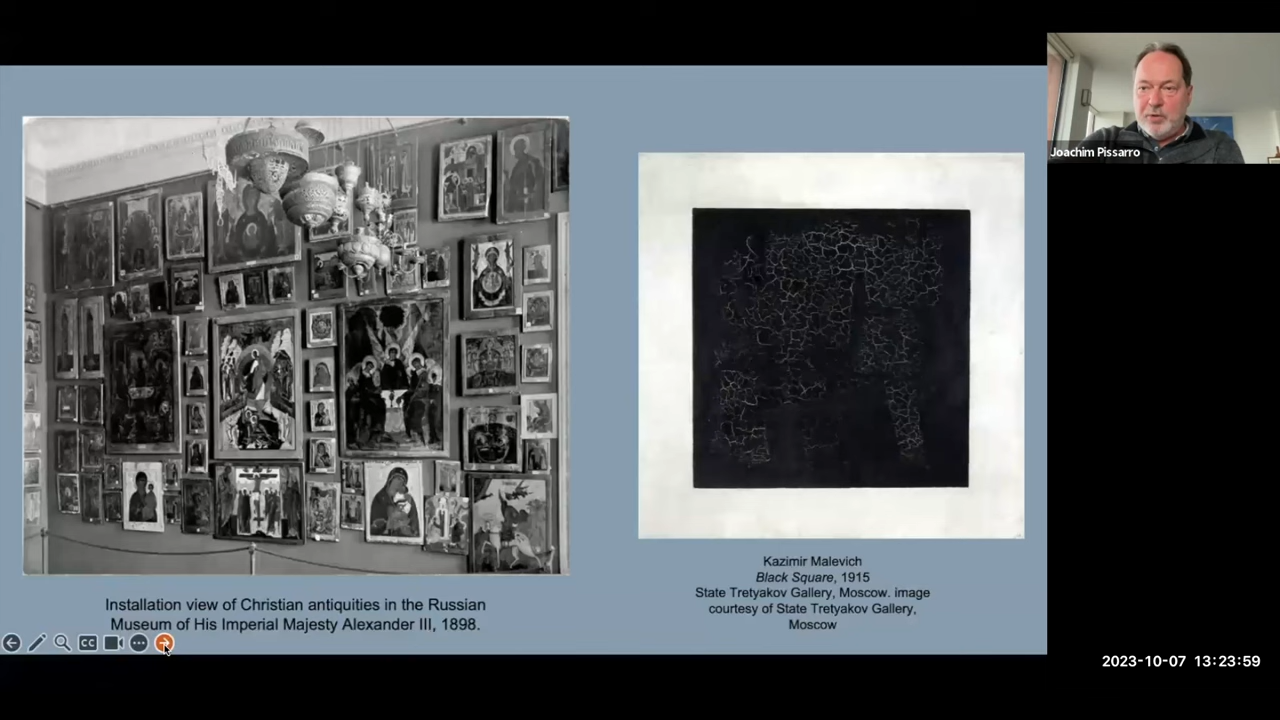 Joachim Pissarro
Installation view of Christian antiquities in the Russian
Museum of His Imperial Majesty Alexander III, 1898.
Kazimir Malevich
Black Square, 1915
State Tretyakov Gallery, Moscow. image
courtesy of State Tretyakov Gallery,
Moscow
CC
2023-10-07 13:23:59